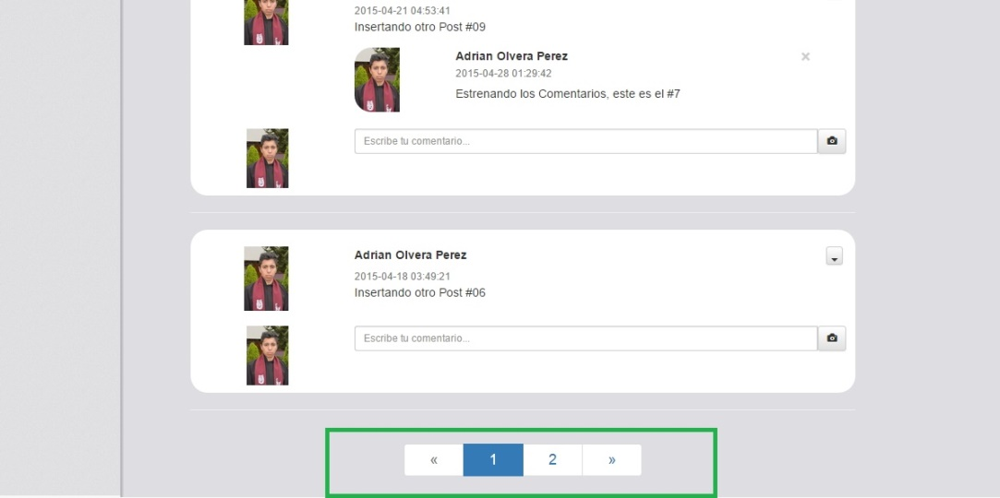 2015-04-21 04:53:41
Insertando otro Post #09
Adrian Olvera Perez
×
2015-04-28 01:29:42
Estrenando los Comentarios, este es el #7
Escribe tu comentario...
Adrian Olvera Perez
2015-04-18 03:49:21
Insertando otro Post #06
Escribe tu comentario...
« 1 2 »